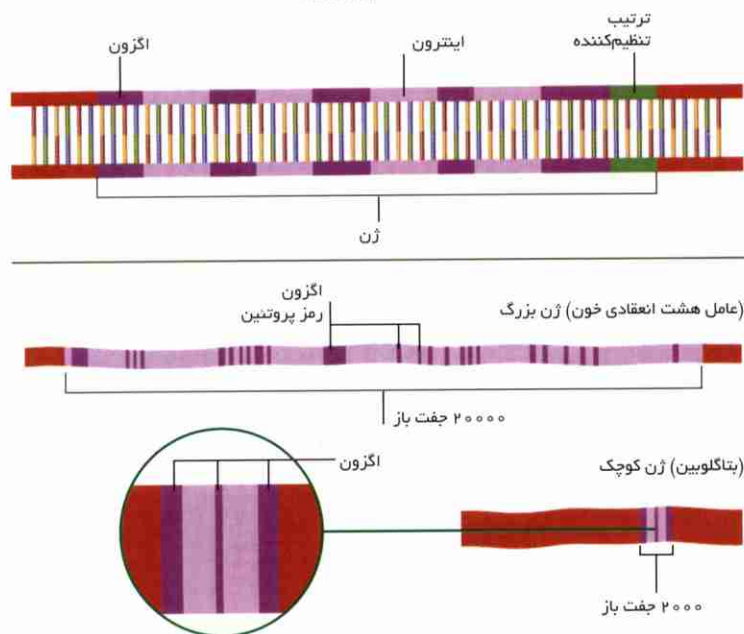 ترتیب
تنظیم‌کننده
اینترون
اگزون
ژن
(عامل هشت انعقادی خون) ژن بزرگ
اگزون
رمز پروتئین
۲۰۰۰۰ جفت باز
(بتاگلوبین) ژن کوچک
اگزون
۲۰۰۰ جفت باز